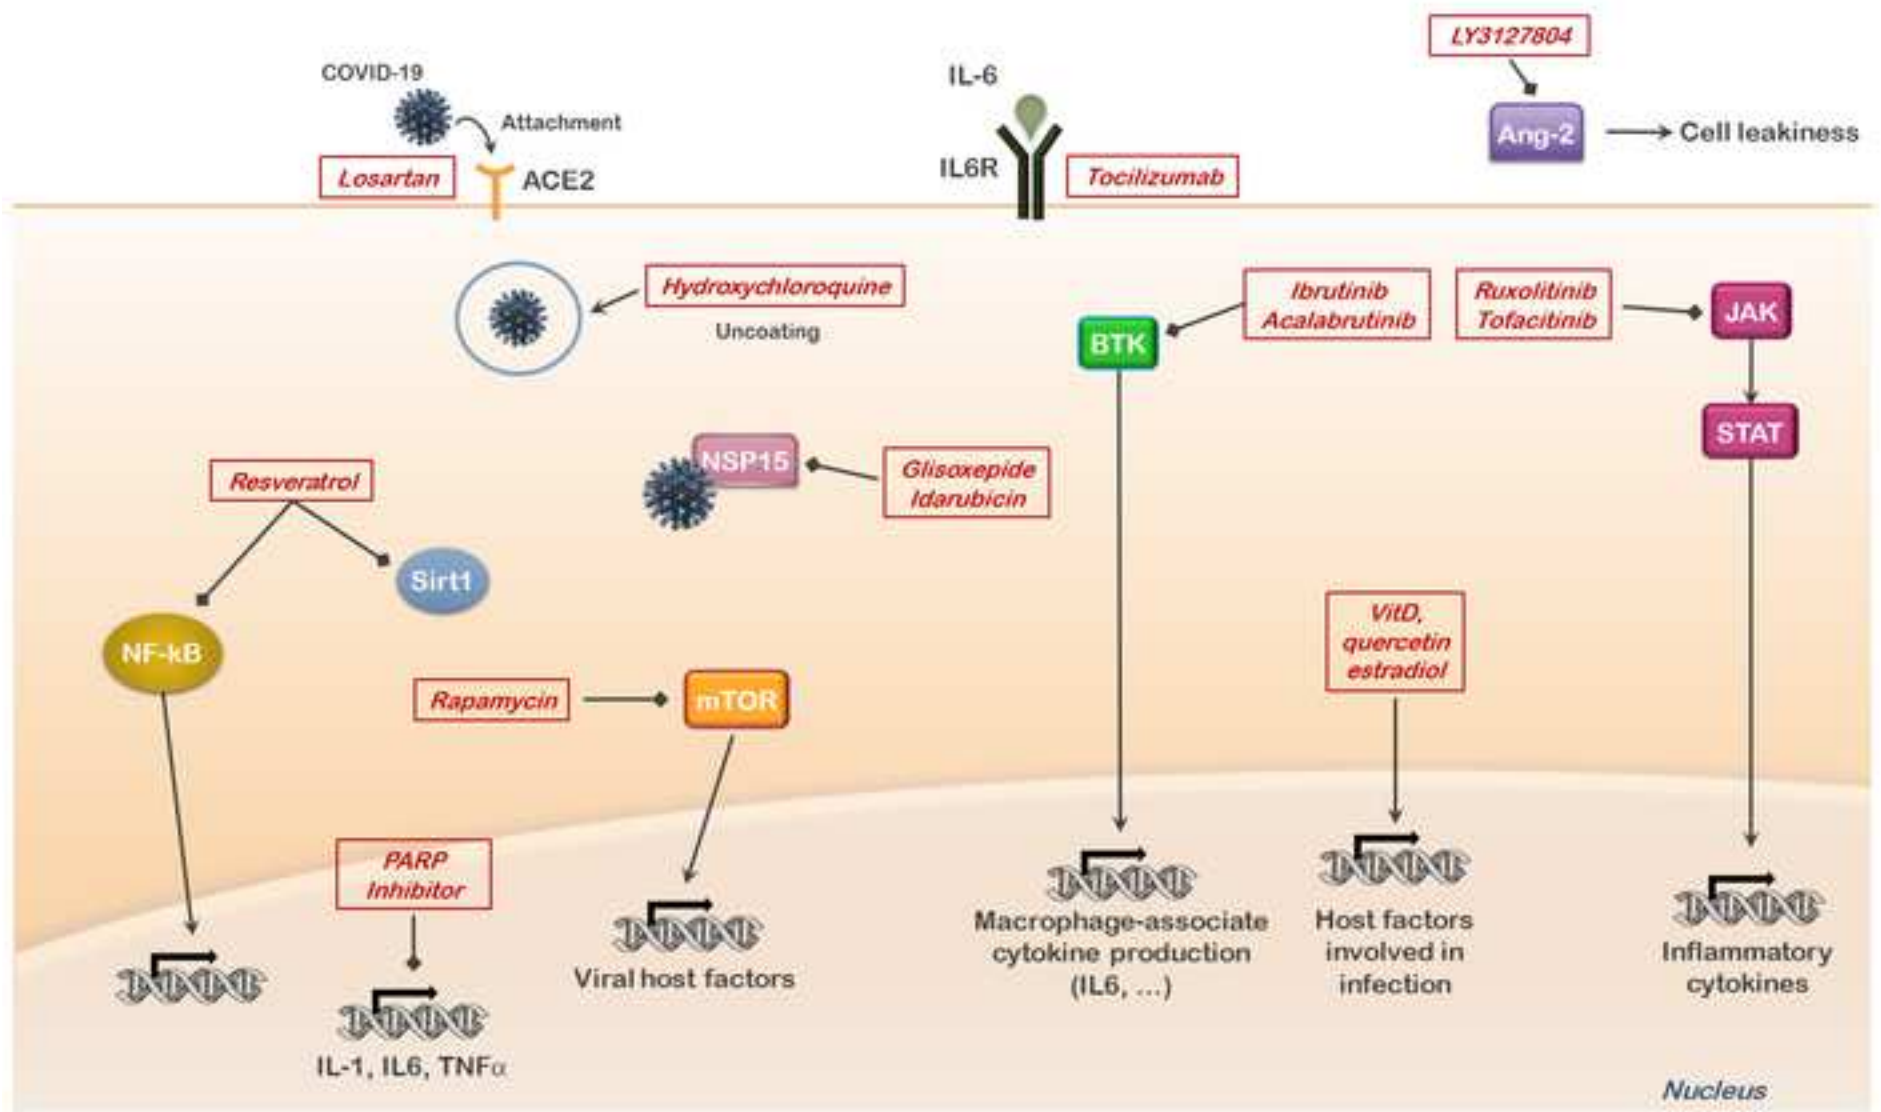 LY3127804
COVID-19
IL-6
Attachment
Ang-2
Cell leakiness
Losartan
ACE2
IL6R
Tocilizumab
Hydroxychloroquine
Uncoating
Ibrutinib
Acalabrutinib
Ruxolitinib
Tofacitinib
JAK
BTK
STAT
NSP15
Glisoxepide
Idarubicin
Resveratrol
Sirt1
NF-kB
VitD,
quercetin
estradiol
Rapamycin
mTOR
PARP
Inhibitor
Viral host factors
Macrophage-associate
cytokine production
(IL6, ...)
Host factors
involved in
infection
Inflammatory
cytokines
IL-1, IL6, TNFα
Nucleus